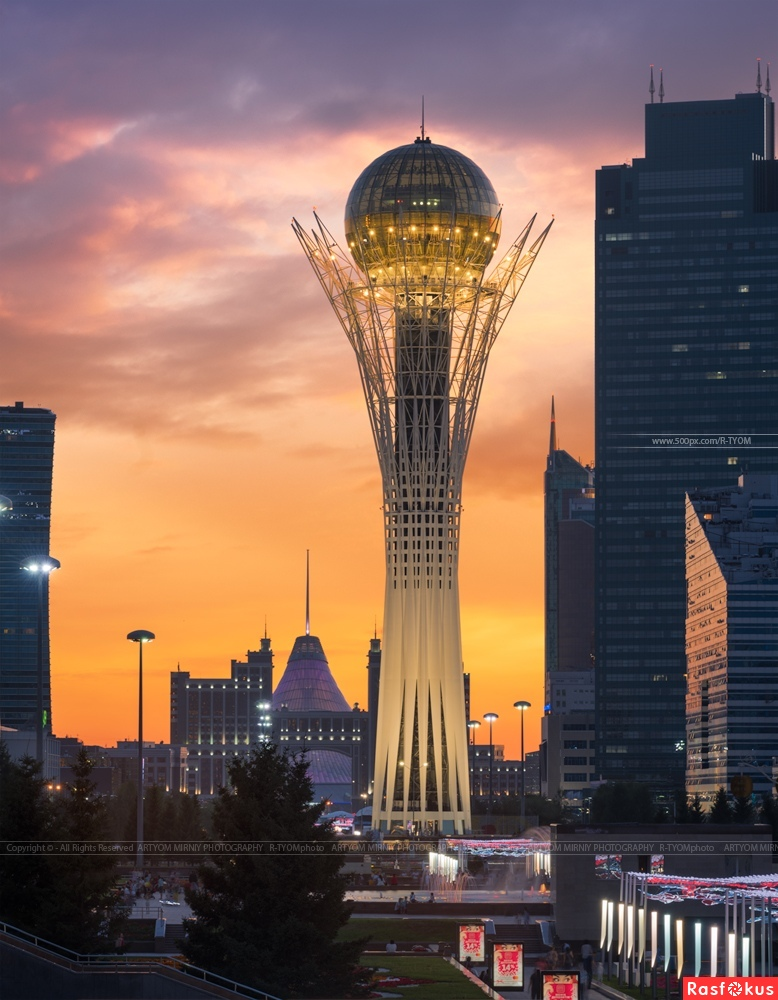 www.500px.com/R-TYOM
Copyright © - All Rights Reserved ARTYOM MIRNIY PHOTOGRAPHY R-TYOMphoto ARTYOM MIRNIY PHOTOGRAPHY R-TYOMphoto ARTYOM MIRNIY PHOTOGRAPHY R-TYOMphoto ARTYOM MIRNIY
Rasfokus